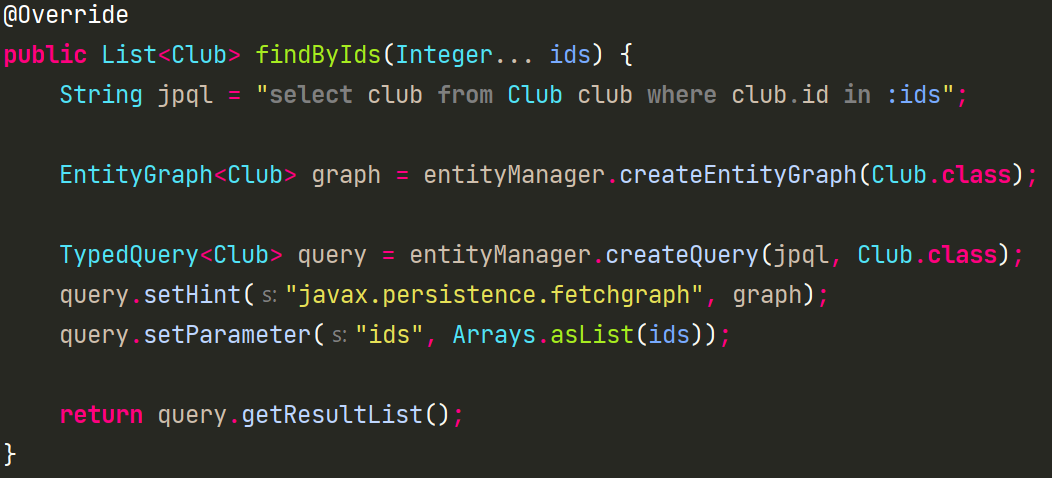 @Override
public List<Club> findByIds(Integer... ids) {
    String jpql = "select club from Club club where club.id in :ids";
    EntityGraph<Club> graph = entityManager.createEntityGraph(Club.class);
    TypedQuery<Club> query = entityManager.createQuery(jpql, Club.class);
    query.setHint( s: "javax.persistence.fetchgraph", graph);
    query.setParameter( s: "ids", Arrays.asList(ids));
    return query.getResultList();
}